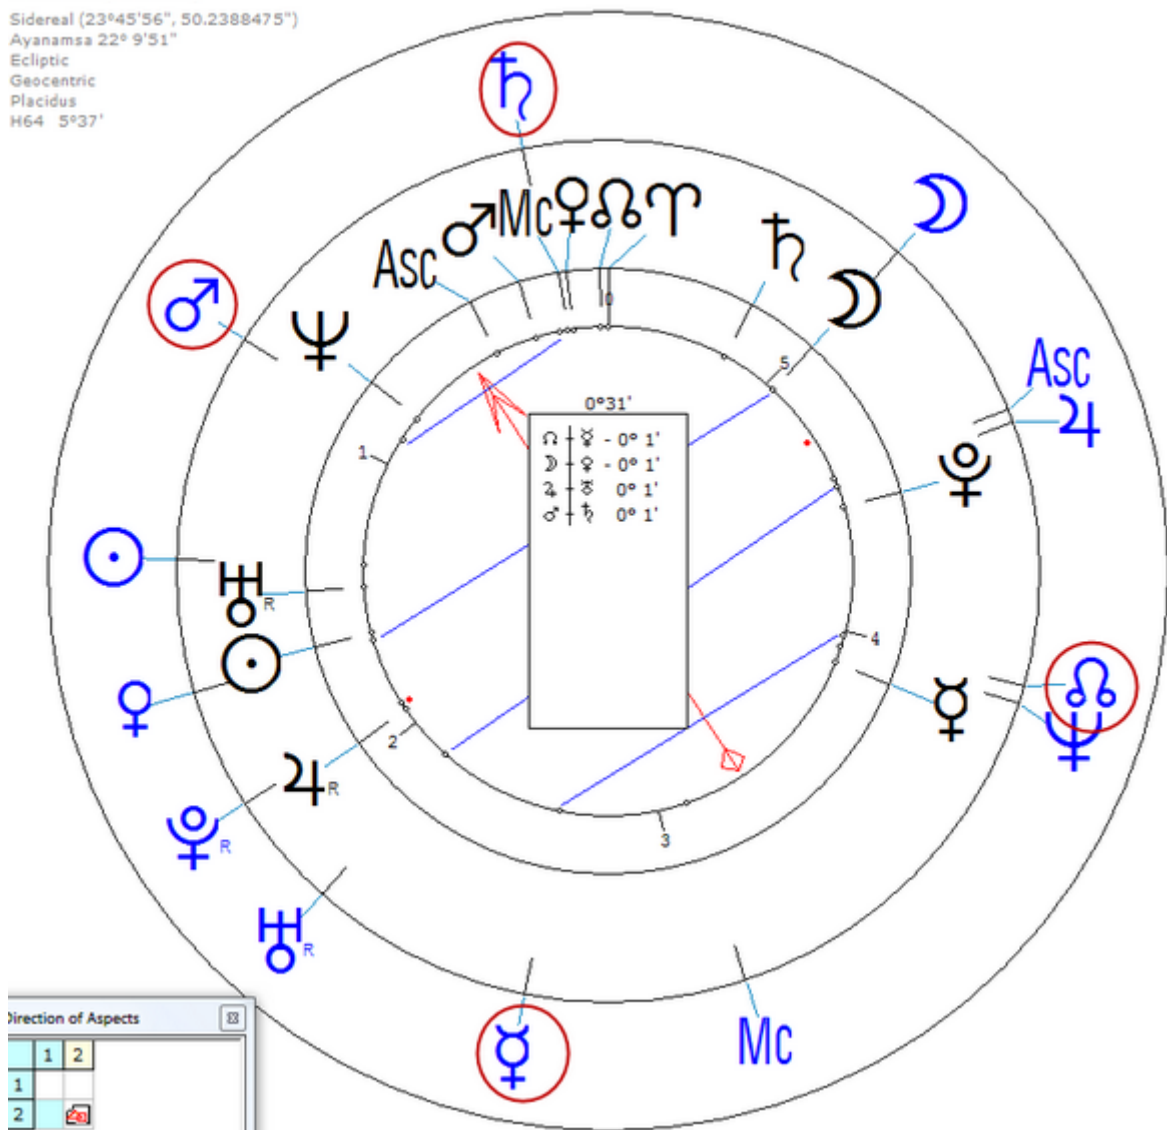 Sidereal (23°45'56", 50.2388475")
Ayanamsa 22° 9'51"
Ecliptic
Geocentric
Placidus
H64 5°37'
♄
☽
♂
Mc ♀ ☊ ♈
♂
Asc
♄
☽
♆
0
5
Asc
♃
0°31'
☊ + ☿ - 0° 1'
☽ + ♀ - 0° 1'
♃ + ♅ 0° 1'
♂ + ♄ 0° 1'
1
♇
☉
♅ R
4
☉
☊
♀
☿
♆
2
♃ R
♇ R
3
♅ R
☿
Mc
Direction of Aspects
1 2
1
2